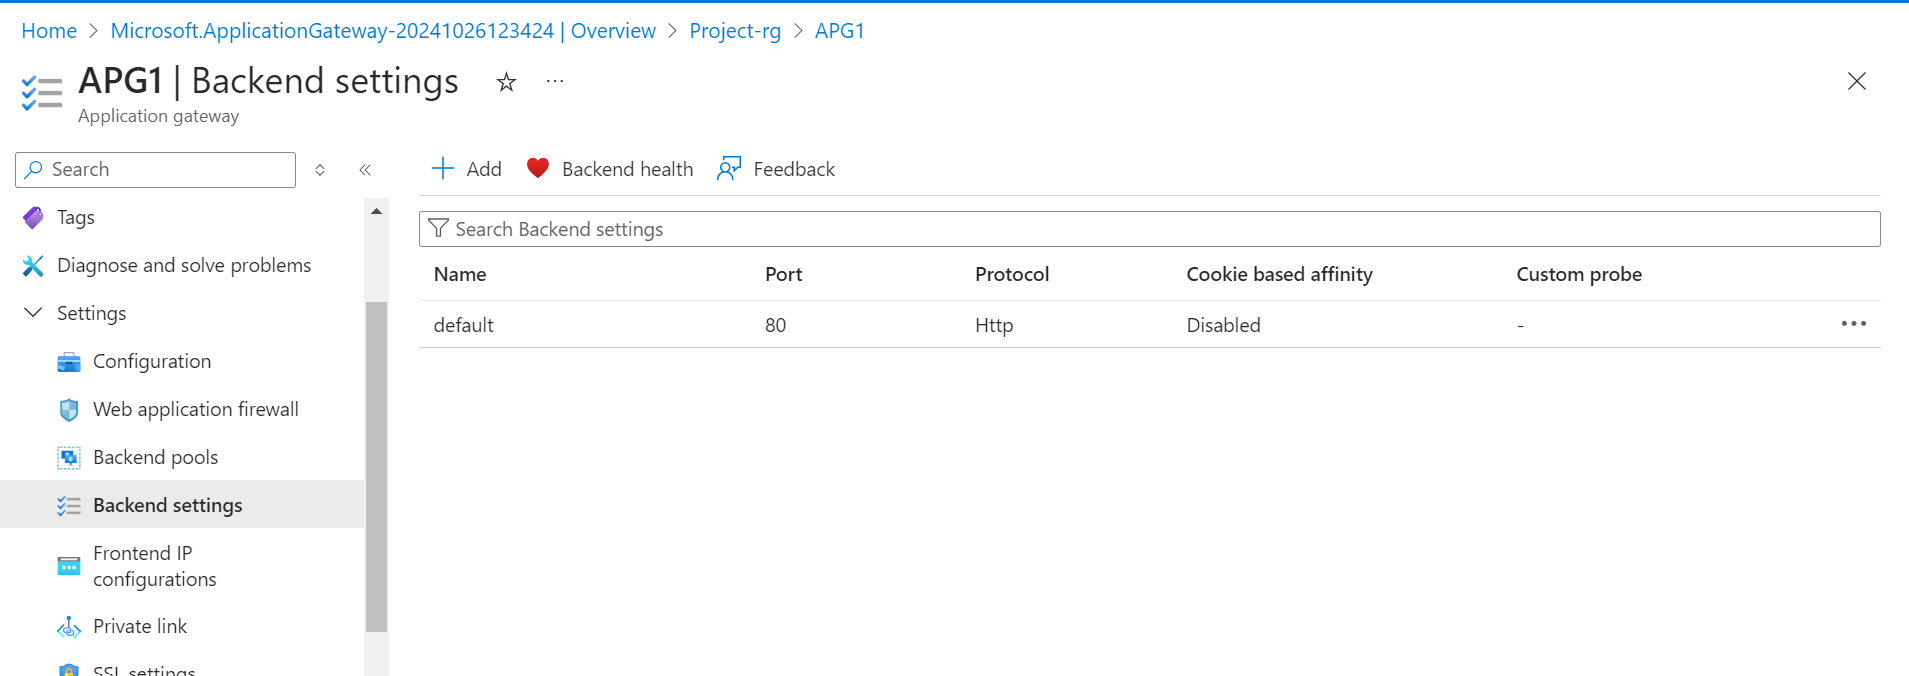 Home > Microsoft.ApplicationGateway-20241026123424 | Overview > Project-rg > APG1
APG1 | Backend settings
Application gateway
Search
Tags
Diagnose and solve problems
Settings
Configuration
Web application firewall
Backend pools
Backend settings
Frontend IP
configurations
Private link
SSL settings
Add Backend health Feedback
Search Backend settings
Name Port Protocol Cookie based affinity Custom probe
default 80 Http Disabled -